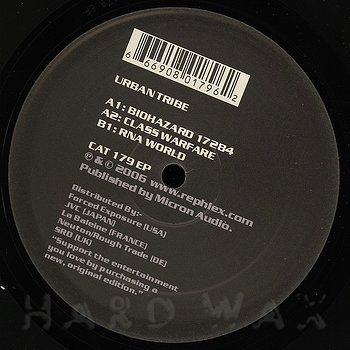 6 66908 01796 2
URBAN TRIBE
A1: BIOHAZARD 17284
A2: CLASS WARFARE
B1: RNA WORLD
CAT 179 EP
℗ & © 2006 www.rephlex.com
Published by Micron Audio.
Distributed By:-
Forced Exposure [USA]
JVC [JAPAN]
La Baleine [FRANCE]
Neuton/Rough Trade [DE]
SRD [UK]
"Support the entertainment
you love by purchasing a
new, original edition."
HARD WAX